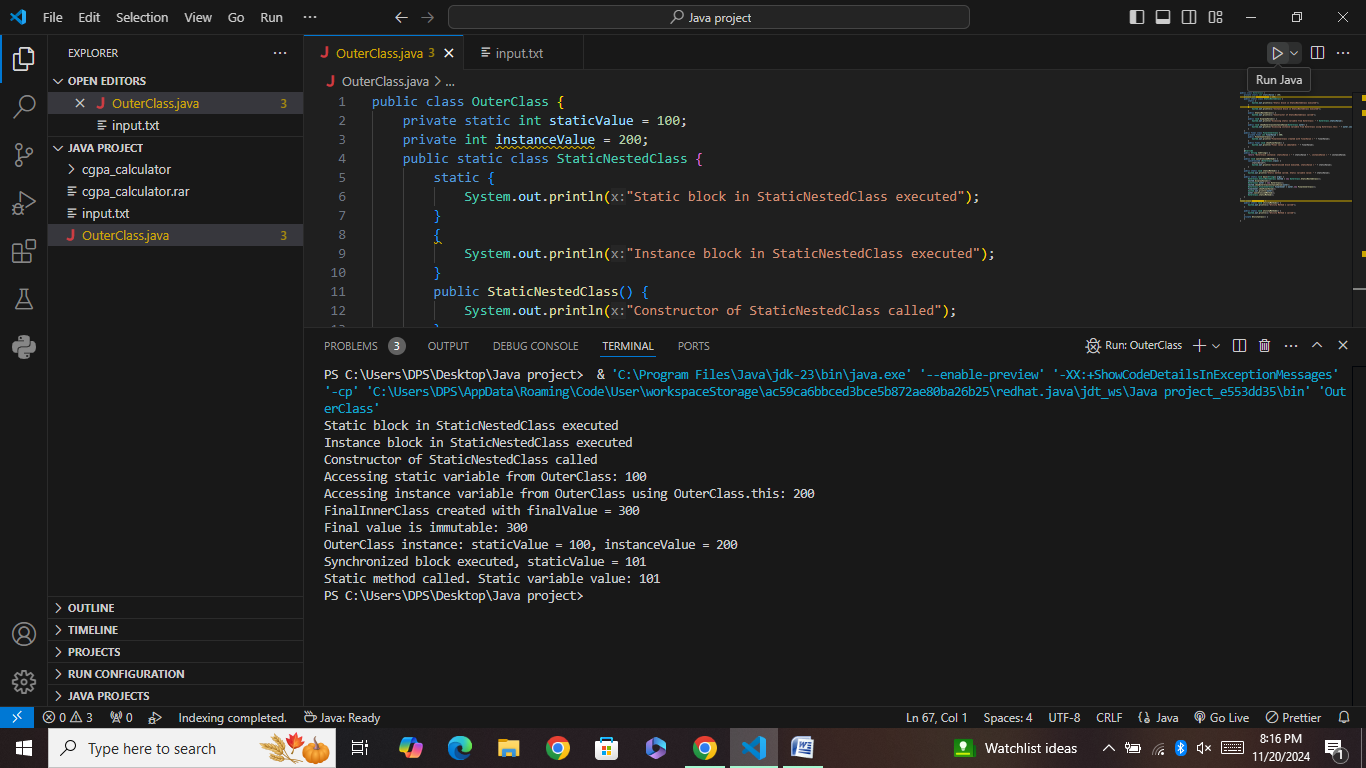 File Edit Selection View Go Run ··· Java project
EXPLORER ···
OPEN EDITORS
OuterClass.java 3
input.txt
JAVA PROJECT
cgpa_calculator
cgpa_calculator.rar
input.txt
OuterClass.java 3
OUTLINE
TIMELINE
PROJECTS
RUN CONFIGURATION
JAVA PROJECTS
OuterClass.java 3 input.txt
Run Java
OuterClass.java > ...
1 public class OuterClass {
2 private static int staticValue = 100;
3 private int instanceValue = 200;
4 public static class StaticNestedClass {
5 static {
6 System.out.println(x:"Static block in StaticNestedClass executed");
7 }
8 {
9 System.out.println(x:"Instance block in StaticNestedClass executed");
10 }
11 public StaticNestedClass() {
12 System.out.println(x:"Constructor of StaticNestedClass called");
PROBLEMS 3 OUTPUT DEBUG CONSOLE TERMINAL PORTS Run: OuterClass
PS C:\Users\DPS\Desktop\Java project> & 'C:\Program Files\Java\jdk-23\bin\java.exe' '--enable-preview' '-XX:+ShowCodeDetailsInExceptionMessages'
'-cp' 'C:\Users\DPS\AppData\Roaming\Code\User\workspaceStorage\ac59ca6bbced3bce5b872ae80ba26b25\redhat.java\jdt_ws\Java project_e553dd35\bin' 'Out
erClass'
Static block in StaticNestedClass executed
Instance block in StaticNestedClass executed
Constructor of StaticNestedClass called
Accessing static variable from OuterClass: 100
Accessing instance variable from OuterClass using OuterClass.this: 200
FinalInnerClass created with finalValue = 300
Final value is immutable: 300
OuterClass instance: staticValue = 100, instanceValue = 200
Synchronized block executed, staticValue = 101
Static method called. Static variable value: 101
PS C:\Users\DPS\Desktop\Java project>
0 3 0 Indexing completed. Java: Ready Ln 67, Col 1 Spaces: 4 UTF-8 CRLF Java Go Live Prettier
Type here to search Watchlist ideas 8:16 PM
11/20/2024 1